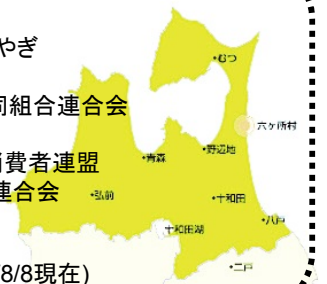 やぎ
・むつ
同組合連合会
六ヶ所村
消費者連盟
・野辺地
・青森
連合会
・弘前
・十和田
・八戸
十和田湖
/8/8現在)
・二戸